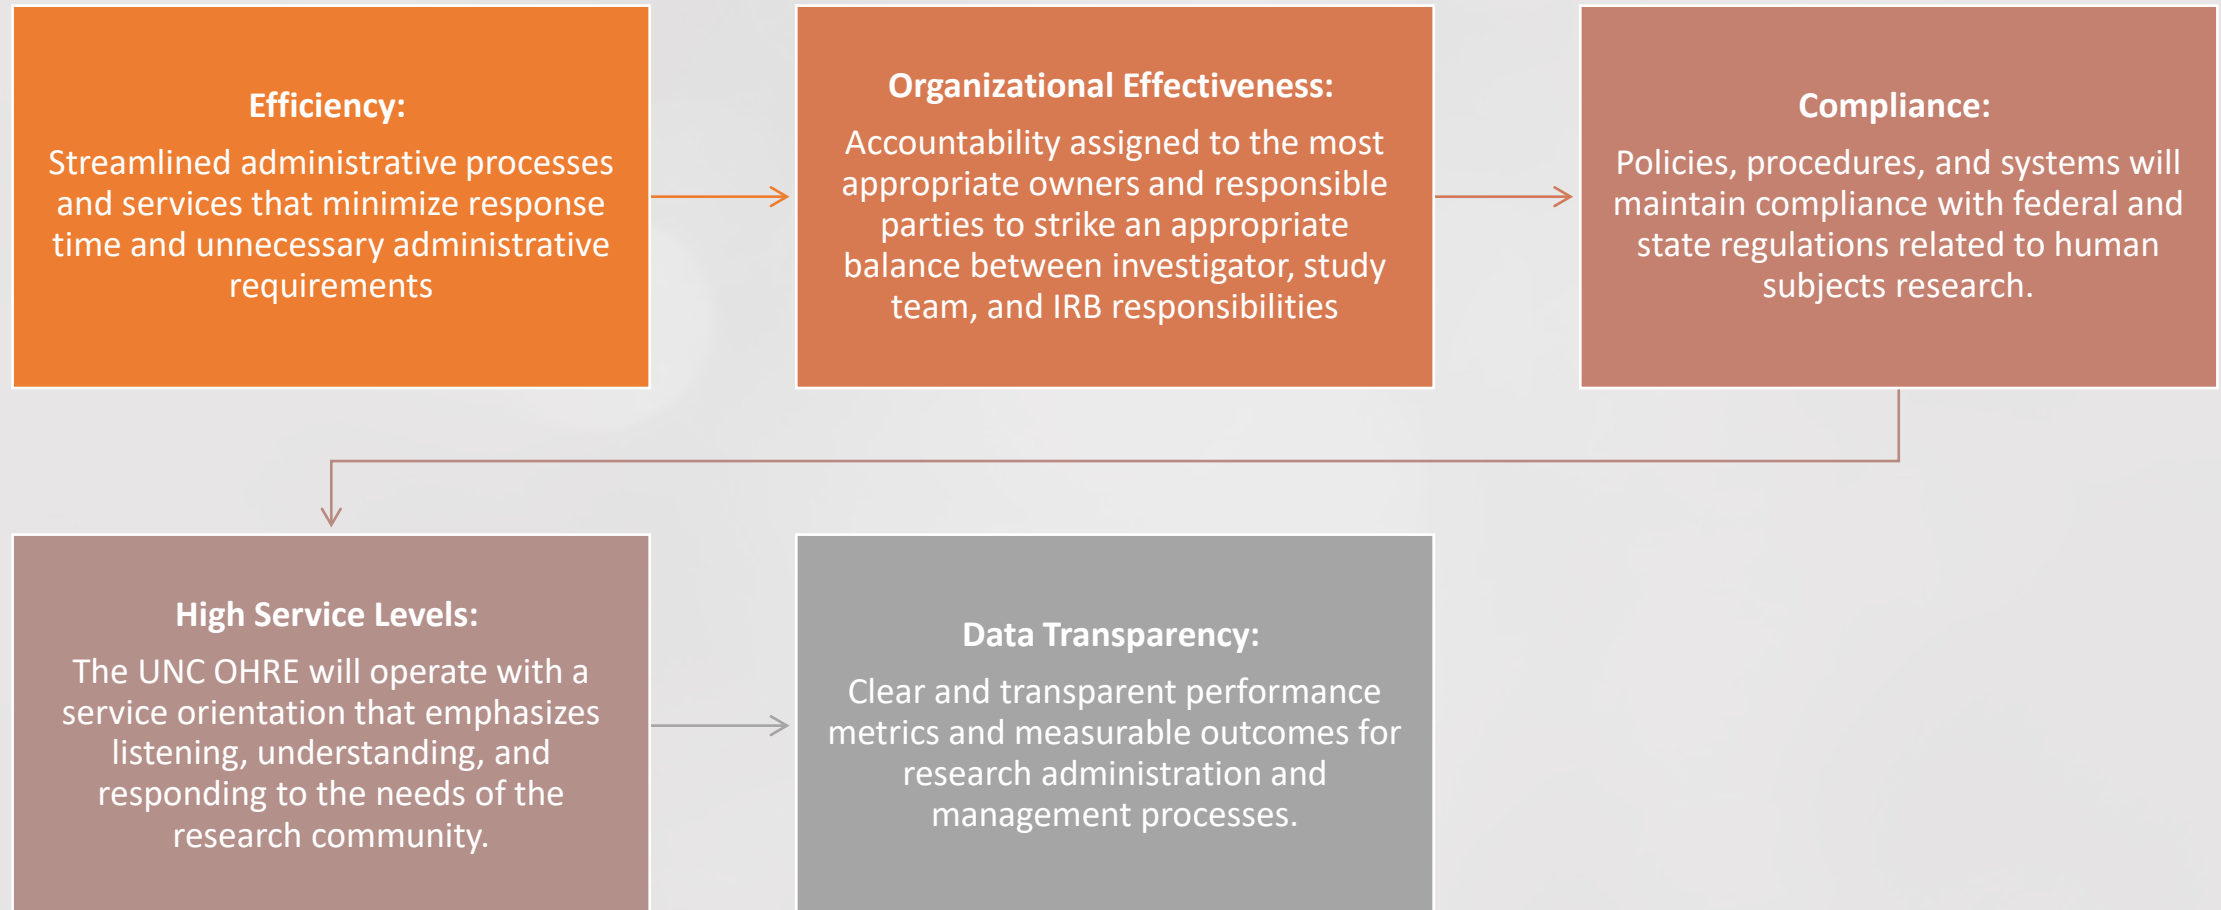 Efficiency:
Streamlined administrative processes
and services that minimize response
time and unnecessary administrative
requirements
Organizational Effectiveness:
Accountability assigned to the most
appropriate owners and responsible
parties to strike an appropriate
balance between investigator, study
team, and IRB responsibilities
Compliance:
Policies, procedures, and systems will
maintain compliance with federal and
state regulations related to human
subjects research.
High Service Levels:
The UNC OHRE will operate with a
service orientation that emphasizes
listening, understanding, and
responding to the needs of the
research community.
Data Transparency:
Clear and transparent performance
metrics and measurable outcomes for
research administration and
management processes.